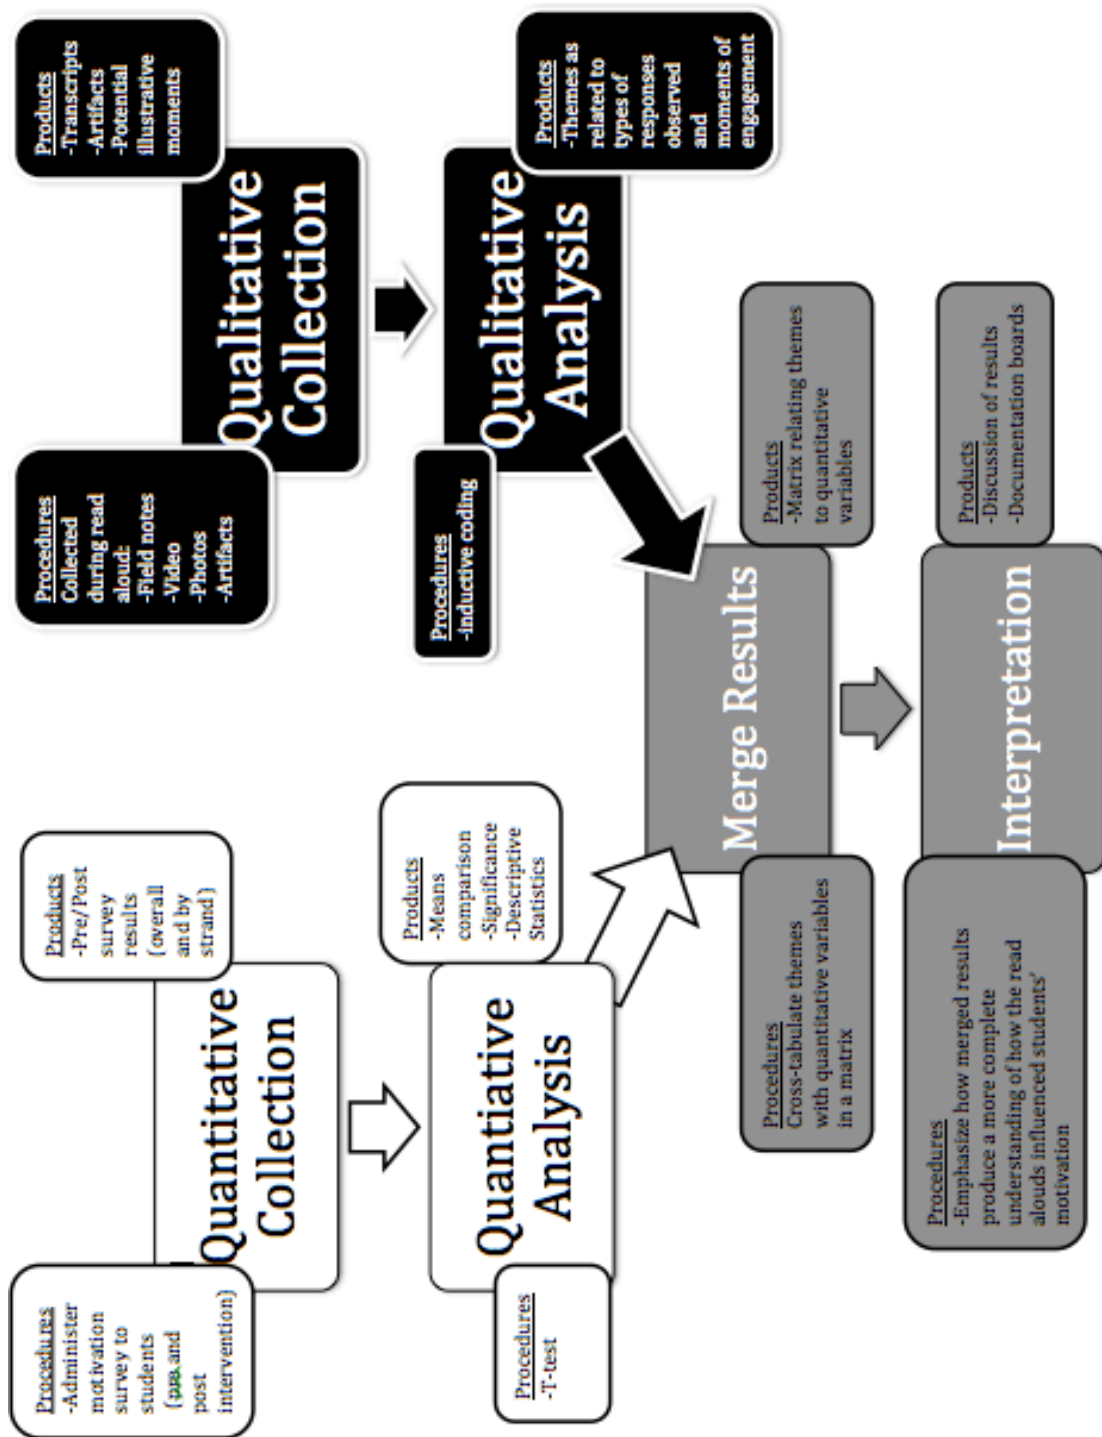 Procedures
-Administer
motivation
survey to
students
(pre and
post
intervention)
Quantitative
Collection
Products
-Pre/Post
survey
results
(overall
and by
strand)
Procedures
Collected
during read
aloud:
-Field notes
-Video
-Photos
-Artifacts
Qualitative
Collection
Products
-Transcripts
-Artifacts
-Potential
illustrative
moments
Procedures
-T-test
Quantiative
Analysis
Products
-Means
comparison
-Significance
-Descriptive
Statistics
Procedures
-inductive coding
Qualitative
Analysis
Products
-Themes as
related to
types of
responses
observed
and
moments of
engagement
Procedures
Cross-tabulate themes
with quantitative variables
in a matrix
Merge Results
Products
-Matrix relating themes
to quantitative
variables
Procedures
-Emphasize how merged results
produce a more complete
understanding of how the read
alouds influenced students'
motivation
Interpretation
Products
-Discussion of results
-Documentation boards